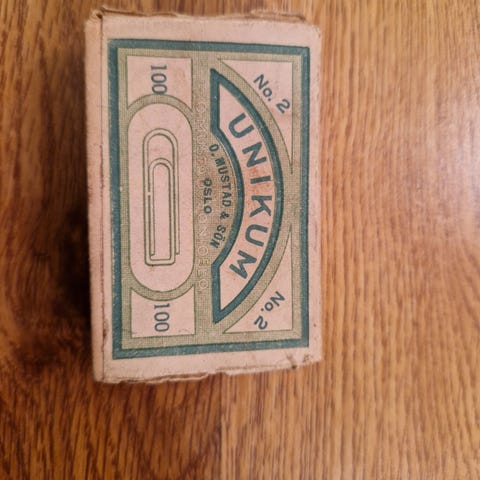 No. 2 No. 2
UNIKUM
O. MUSTAD & SØN
OSLO
100 100